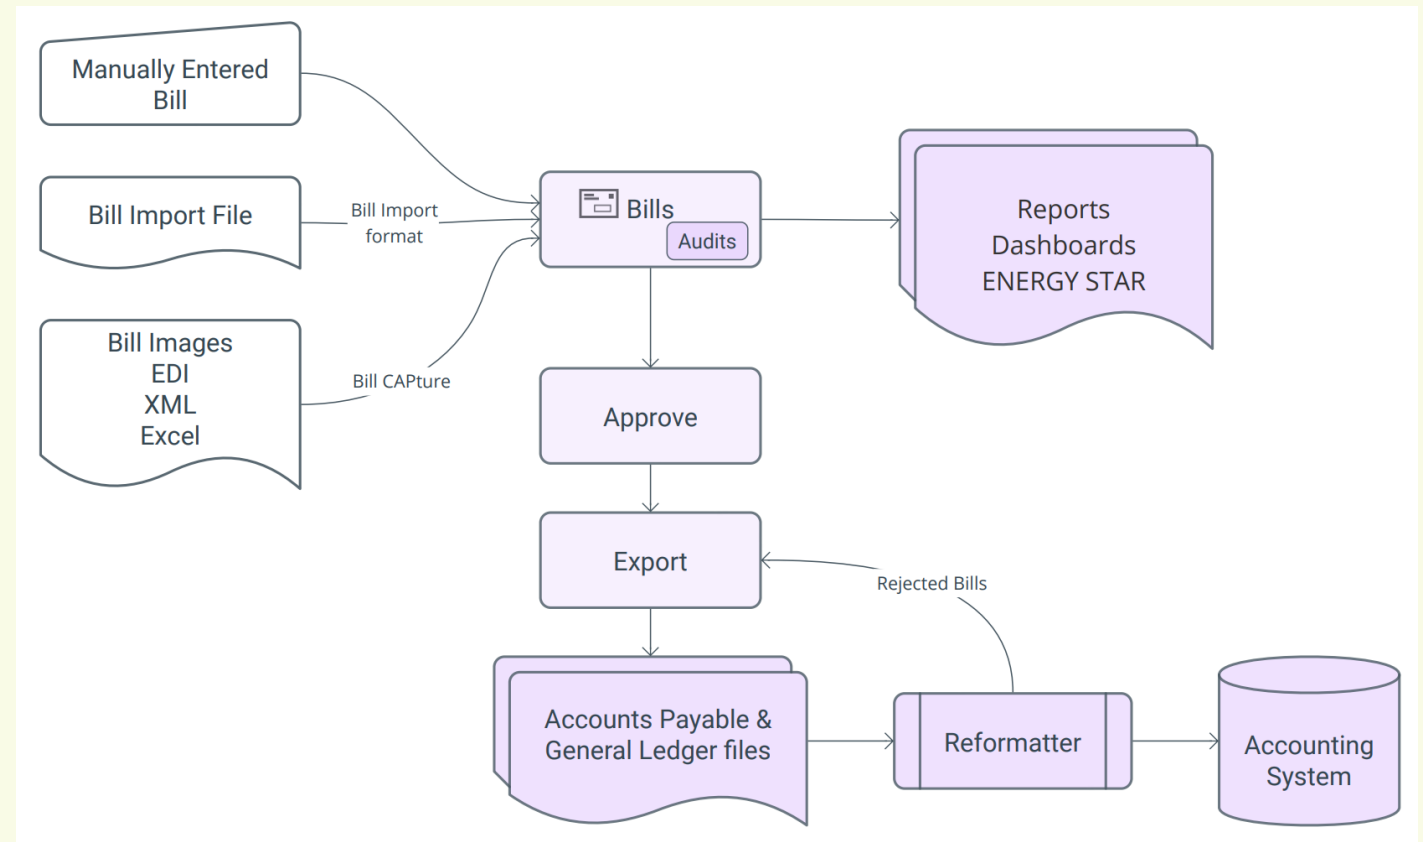 Manually Entered
Bill
Bill Import File
Bill Import
format
Bill Images
EDI
XML
Excel
Bill CAPture
Bills
Audits
Reports
Dashboards
ENERGY STAR
Approve
Export
Rejected Bills
Accounts Payable &
General Ledger files
Reformatter
Accounting
System